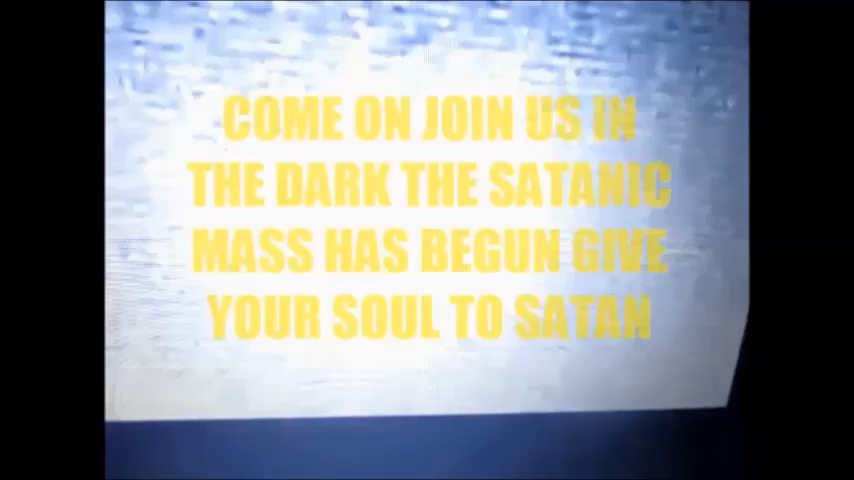 COME ON JOIN US IN
THE DARK THE SATANIC
MASS HAS BEGUN GIVE
YOUR SOUL TO SATAN